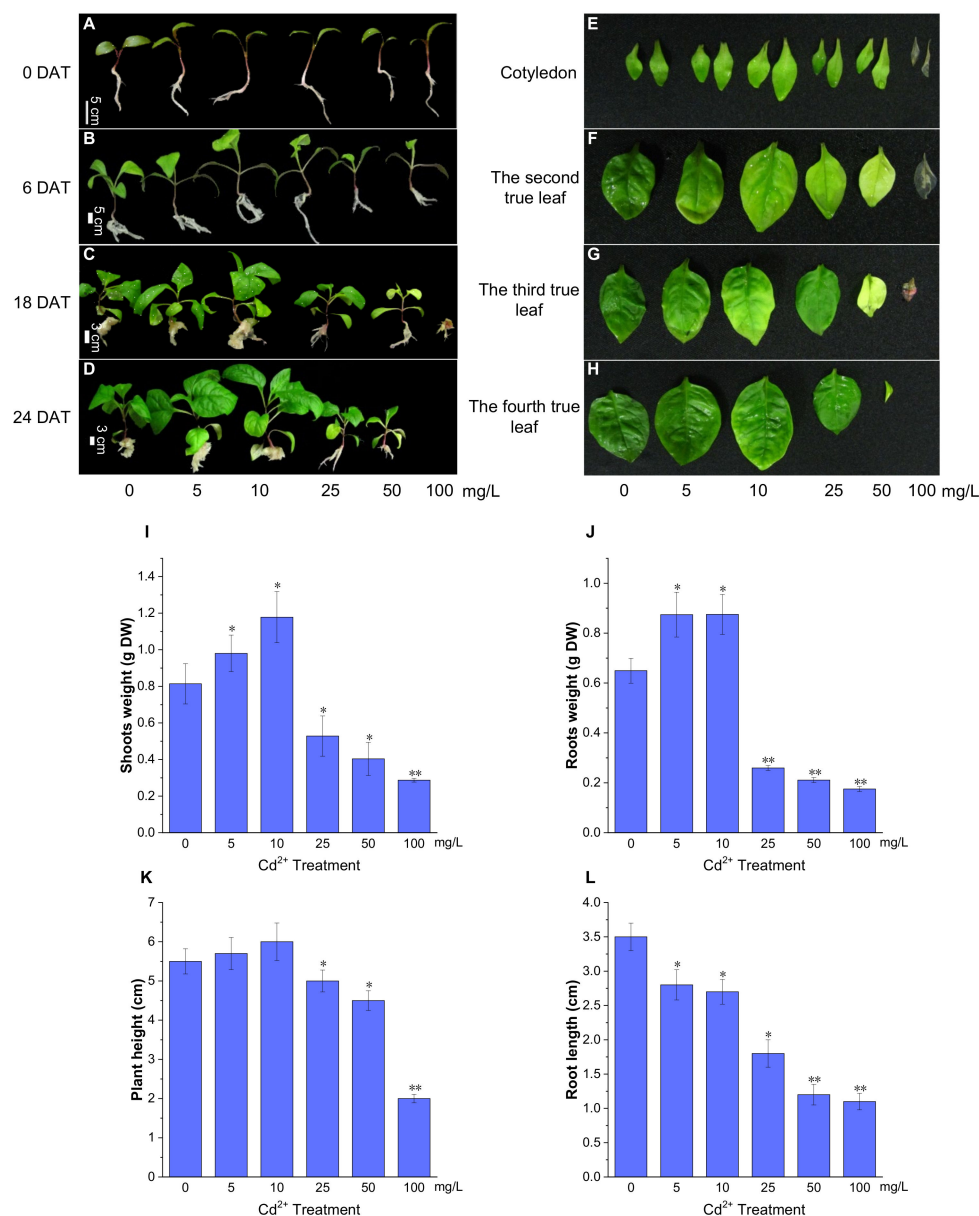 A
E
0 DAT
5 cm
Cotyledon
B
F
6 DAT
5 cm
The second
true leaf
C
G
18 DAT
3 cm
The third true
leaf
D
H
24 DAT
3 cm
The fourth true
leaf
0 5 10 25 50 100 mg/L
0 5 10 25 50 100 mg/L
I
Shoots weight (g DW)
1.4
1.2
1.0
0.8
0.6
0.4
0.2
0.0
* * * * **
0 5 10 25 50 100 mg/L
Cd²⁺ Treatment
J
Roots weight (g DW)
1.0
0.8
0.6
0.4
0.2
0.0
* * ** ** **
0 5 10 25 50 100 mg/L
Cd²⁺ Treatment
K
Plant height (cm)
7
6
5
4
3
2
1
0
* * **
0 5 10 25 50 100 mg/L
Cd²⁺ Treatment
L
Root length (cm)
4.0
3.5
3.0
2.5
2.0
1.5
1.0
0.5
0.0
* * * ** **
0 5 10 25 50 100 mg/L
Cd²⁺ Treatment